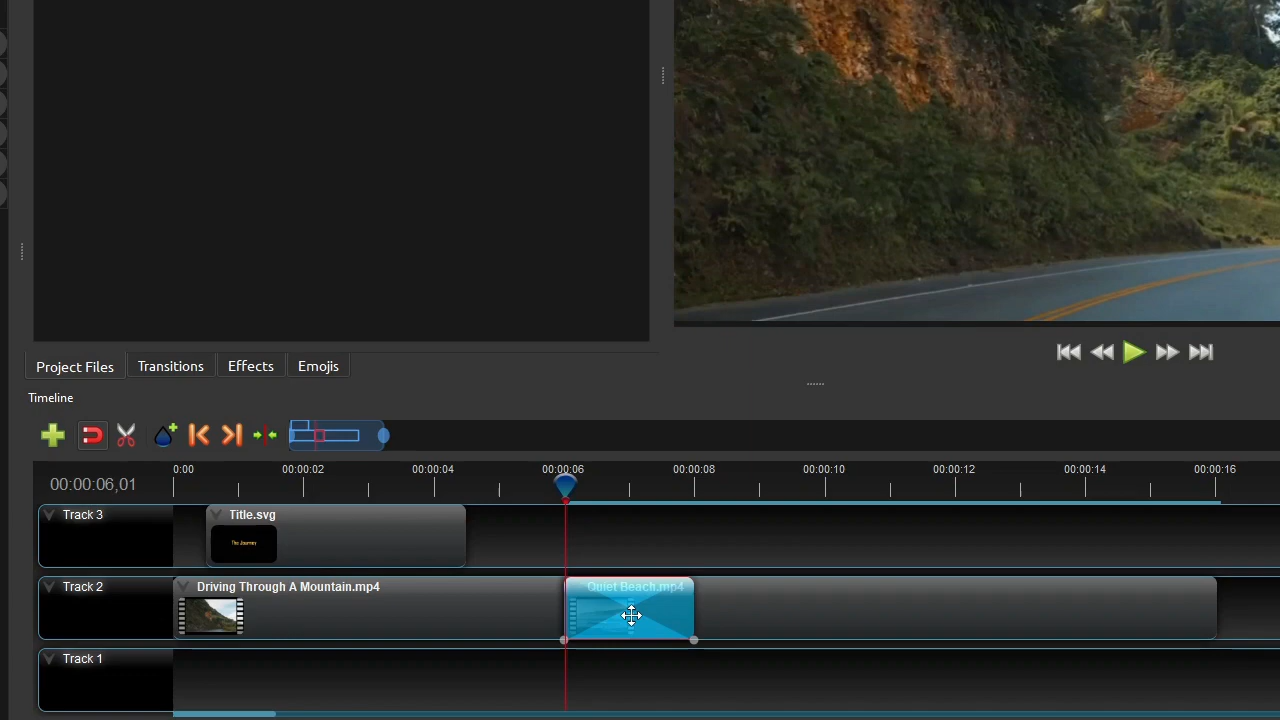 Project Files
Transitions
Effects
Emojis
Timeline
0:00
00:00:02
00:00:04
00:00:06
00:00:08
00:00:10
00:00:12
00:00:14
00:00:16
00:00:06,01
Track 3
Title.svg
The Journey
Track 2
Driving Through A Mountain.mp4
Quiet Beach.mp4
Track 1